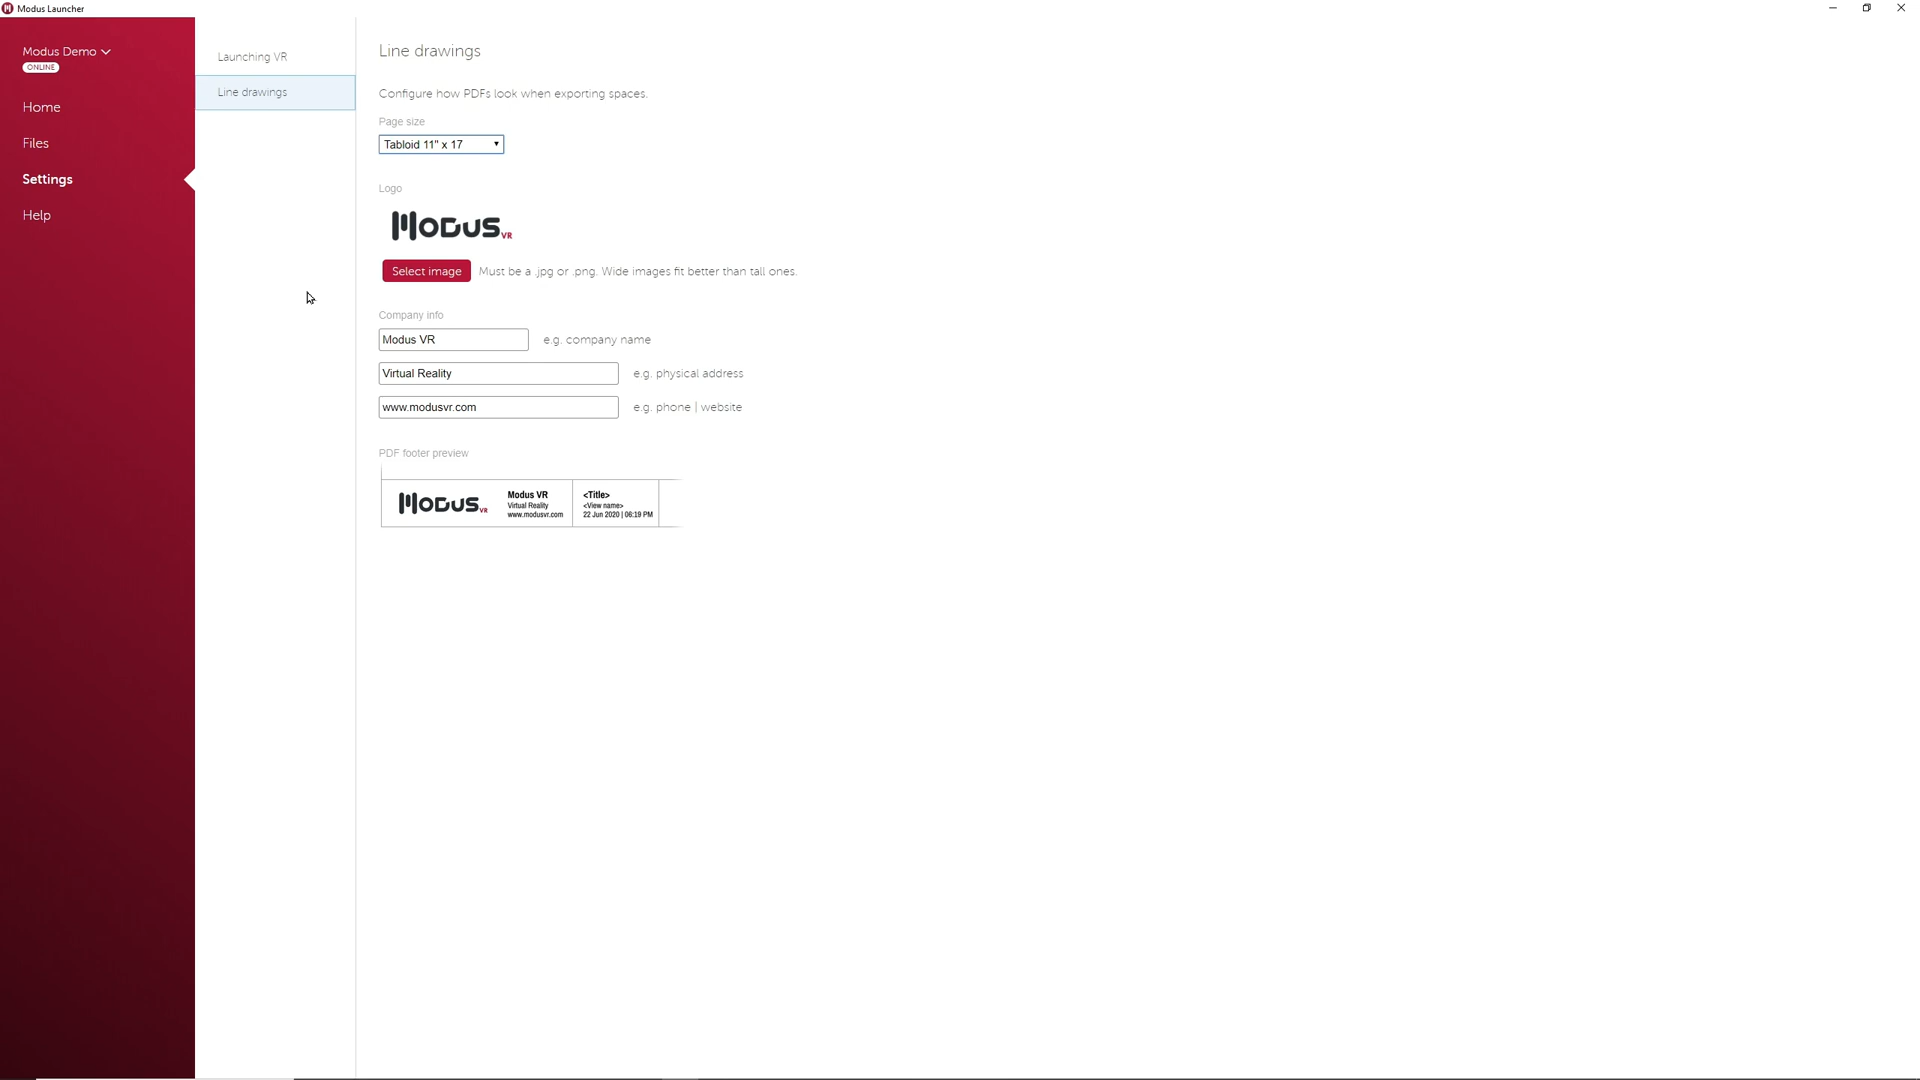 Modus Launcher
Modus Demo
ONLINE
Home
Files
Settings
Help
Launching VR
Line drawings
Line drawings
Configure how PDFs look when exporting spaces.
Page size
Tabloid 11" x 17
Logo
MODUS VR
Select image Must be a .jpg or .png. Wide images fit better than tall ones.
Company info
Modus VR e.g. company name
Virtual Reality e.g. physical address
www.modusvr.com e.g. phone | website
PDF footer preview
MODUS VR
Modus VR
Virtual Reality
www.modusvr.com
<Title>
<View name>
22 Jun 2020 | 06:19 PM